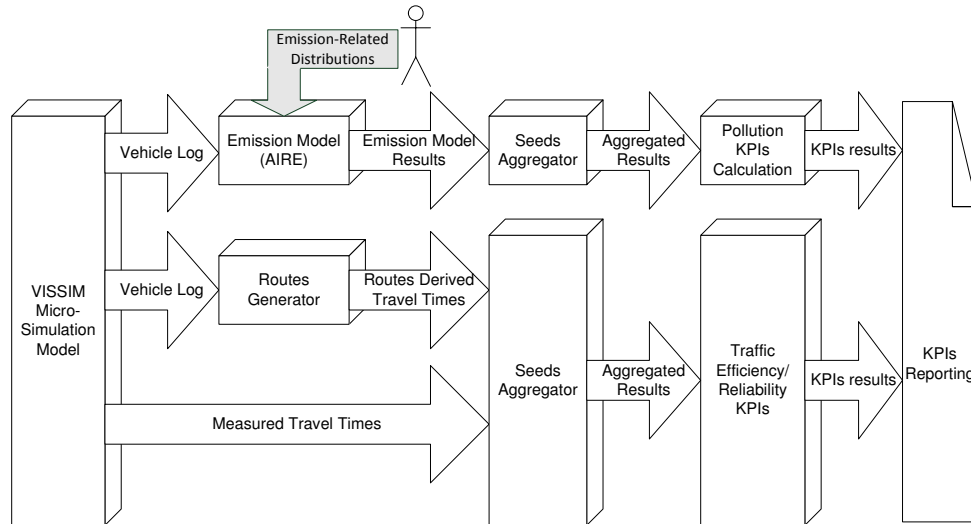 Emission-Related
Distributions
Vehicle Log
Emission Model
(AIRE)
Emission Model
Results
Seeds
Aggregator
Aggregated
Results
Pollution
KPIs
Calculation
KPIs results
VISSIM
Micro-
Simulation
Model
Vehicle Log
Routes
Generator
Routes Derived
Travel Times
Measured Travel Times
Seeds
Aggregator
Aggregated
Results
Traffic
Efficiency/
Reliability
KPIs
KPIs results
KPIs
Reporting